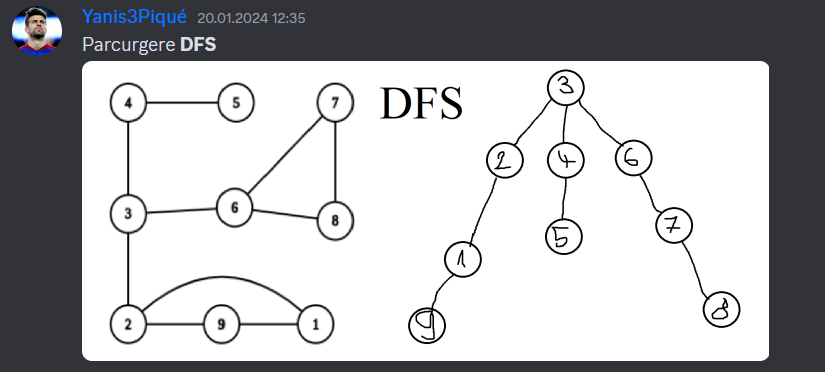 Yanis3Piqué 20.01.2024 12:35
Parcurgere DFS
4 5 7 DFS 3
2 4 6
3 6 8 5 7
1
2 9 1 9 8